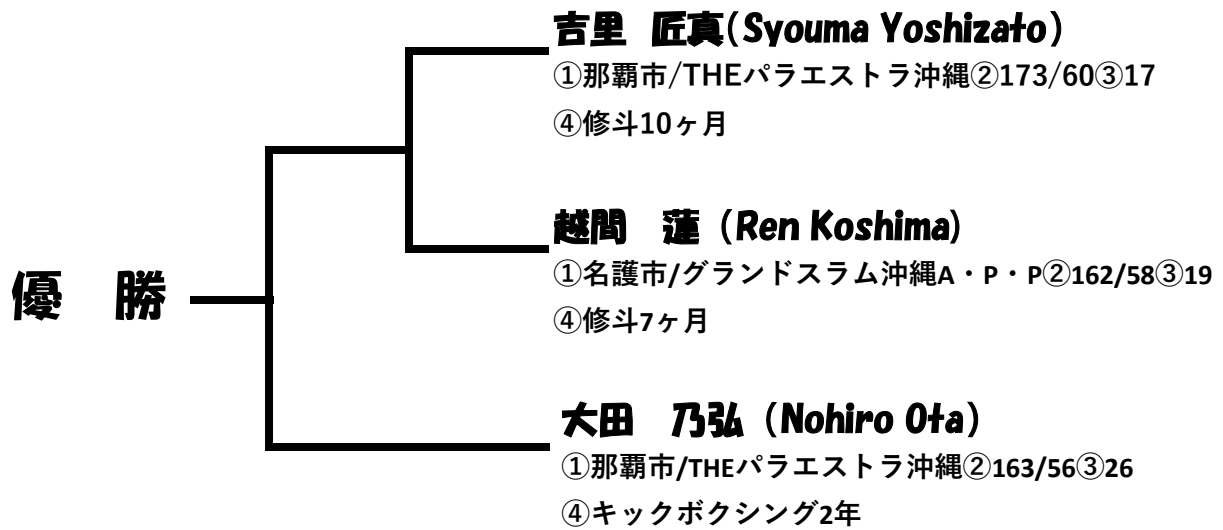 吉里 匠真(Syouma Yoshizato)
①那覇市/THEパラエストラ沖縄②173/60③17
④修斗10ヶ月
越間 蓮 (Ren Koshima)
①名護市/グランドスラム沖縄A・P・P②162/58③19
④修斗7ヶ月
優 勝
大田 乃弘 (Nohiro Ota)
①那覇市/THEパラエストラ沖縄②163/56③26
④キックボクシング2年